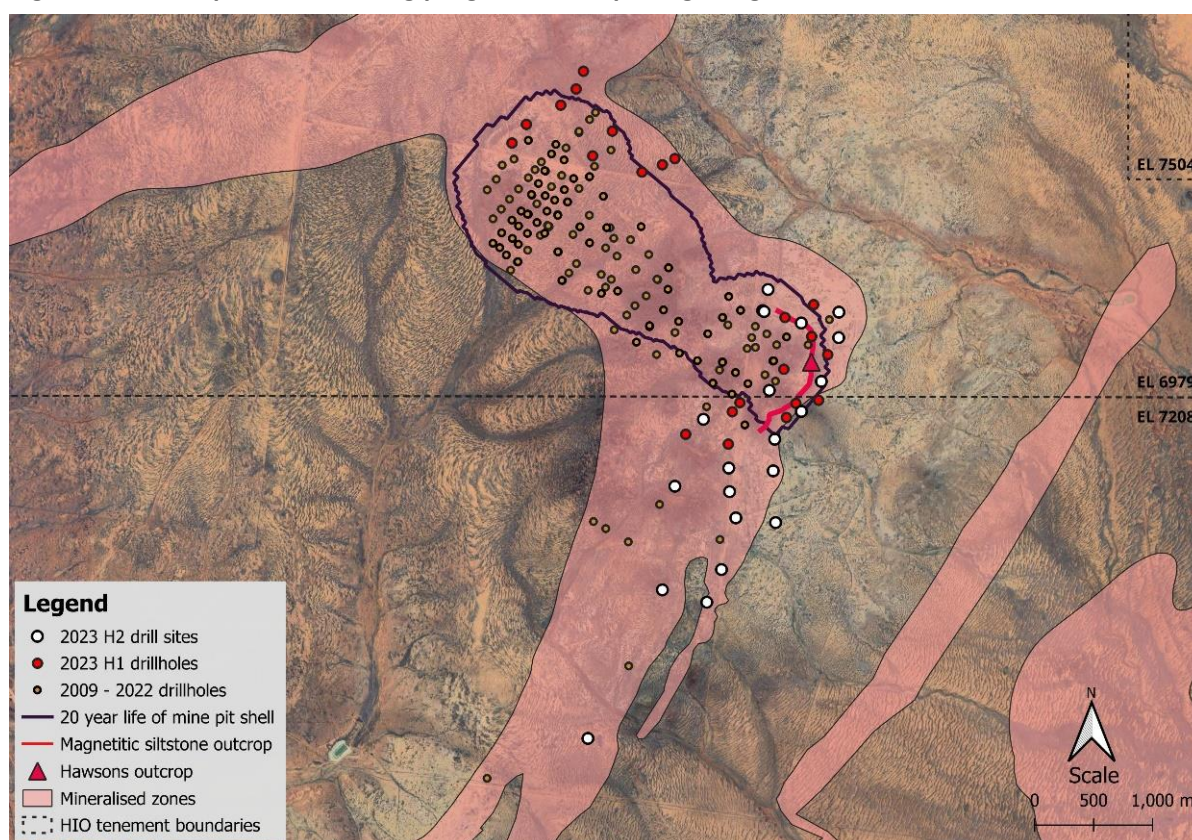 EL 7504
EL 6979
EL 7208
Legend
2023 H2 drill sites
2023 H1 drillholes
2009 - 2022 drillholes
20 year life of mine pit shell
Magnetitic siltstone outcrop
Hawsons outcrop
Mineralised zones
HIO tenement boundaries
N
Scale
0 500 1,000 m